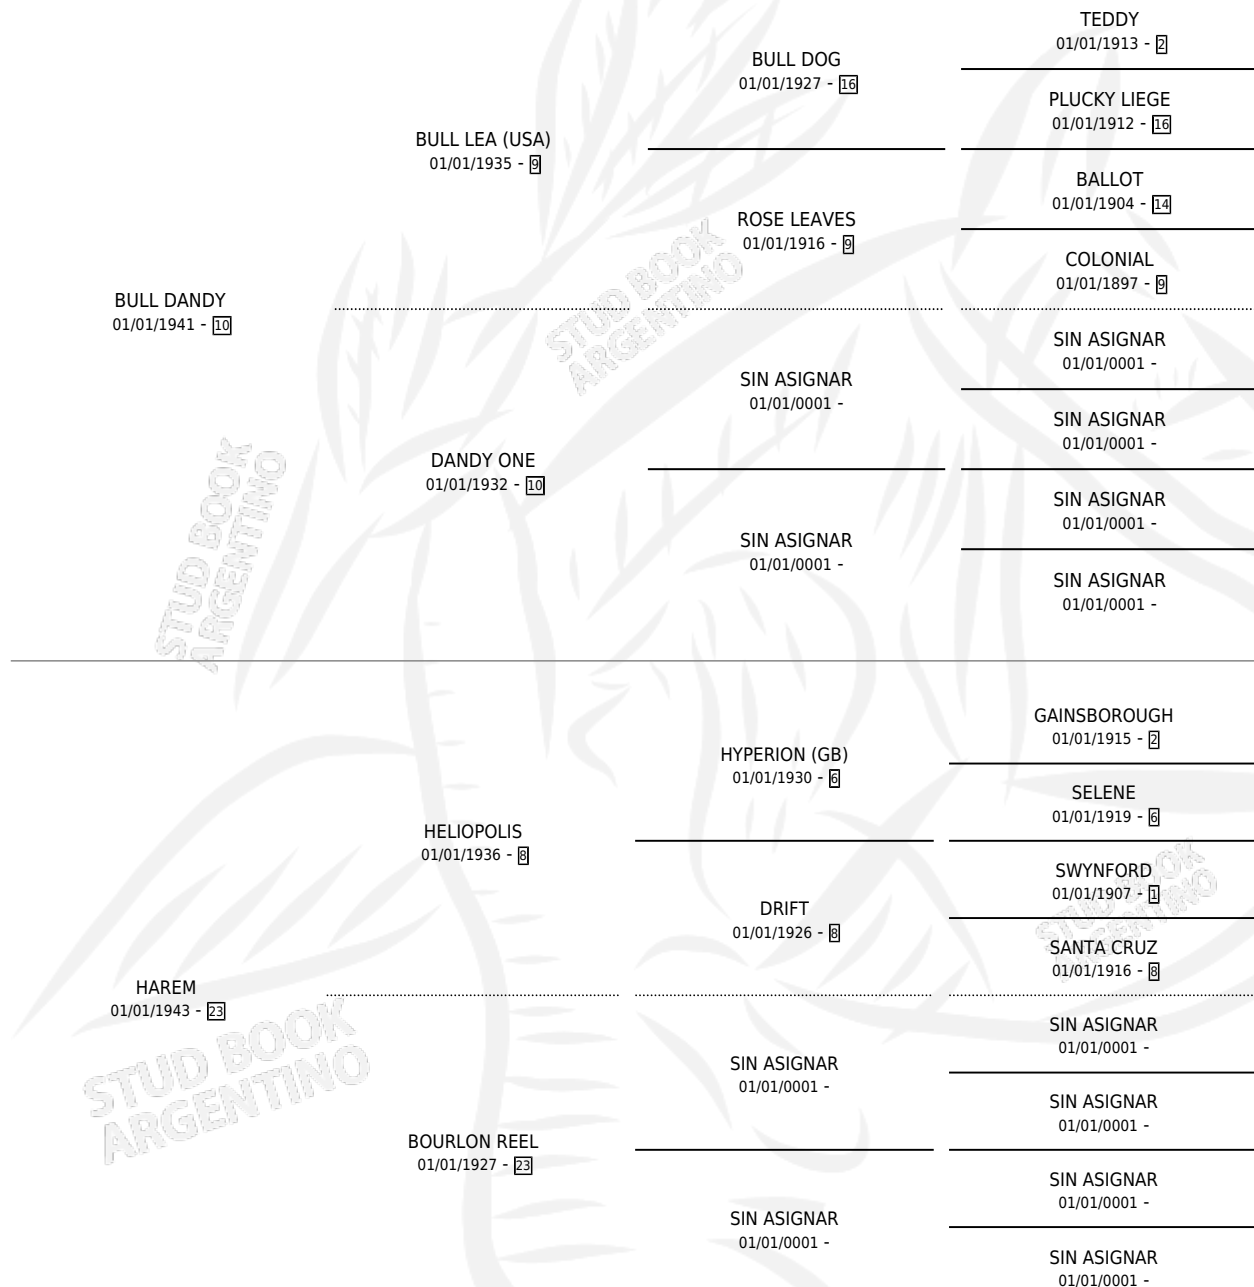 TEDDY
01/01/1913 - 2
BULL DOG
01/01/1927 - 16
PLUCKY LIEGE
01/01/1912 - 16
BULL LEA (USA)
01/01/1935 - 9
BALLOT
01/01/1904 - 14
ROSE LEAVES
01/01/1916 - 9
COLONIAL
01/01/1897 - 9
BULL DANDY
01/01/1941 - 10
SIN ASIGNAR
01/01/0001 -
SIN ASIGNAR
01/01/0001 -
SIN ASIGNAR
01/01/0001 -
DANDY ONE
01/01/1932 - 10
SIN ASIGNAR
01/01/0001 -
SIN ASIGNAR
01/01/0001 -
SIN ASIGNAR
01/01/0001 -
STUD BOOK
ARGENTINO
STUD BOOK
ARGENTINO
GAINSBOROUGH
01/01/1915 - 2
HYPERION (GB)
01/01/1930 - 6
SELENE
01/01/1919 - 6
HELIOPOLIS
01/01/1936 - 8
SWYNFORD
01/01/1907 - 1
DRIFT
01/01/1926 - 8
SANTA CRUZ
01/01/1916 - 8
STUD BOOK
ARGENTINO
HAREM
01/01/1943 - 23
SIN ASIGNAR
01/01/0001 -
SIN ASIGNAR
01/01/0001 -
SIN ASIGNAR
01/01/0001 -
BOURLON REEL
01/01/1927 - 23
SIN ASIGNAR
01/01/0001 -
SIN ASIGNAR
01/01/0001 -
SIN ASIGNAR
01/01/0001 -
STUD BOOK
ARGENTINO